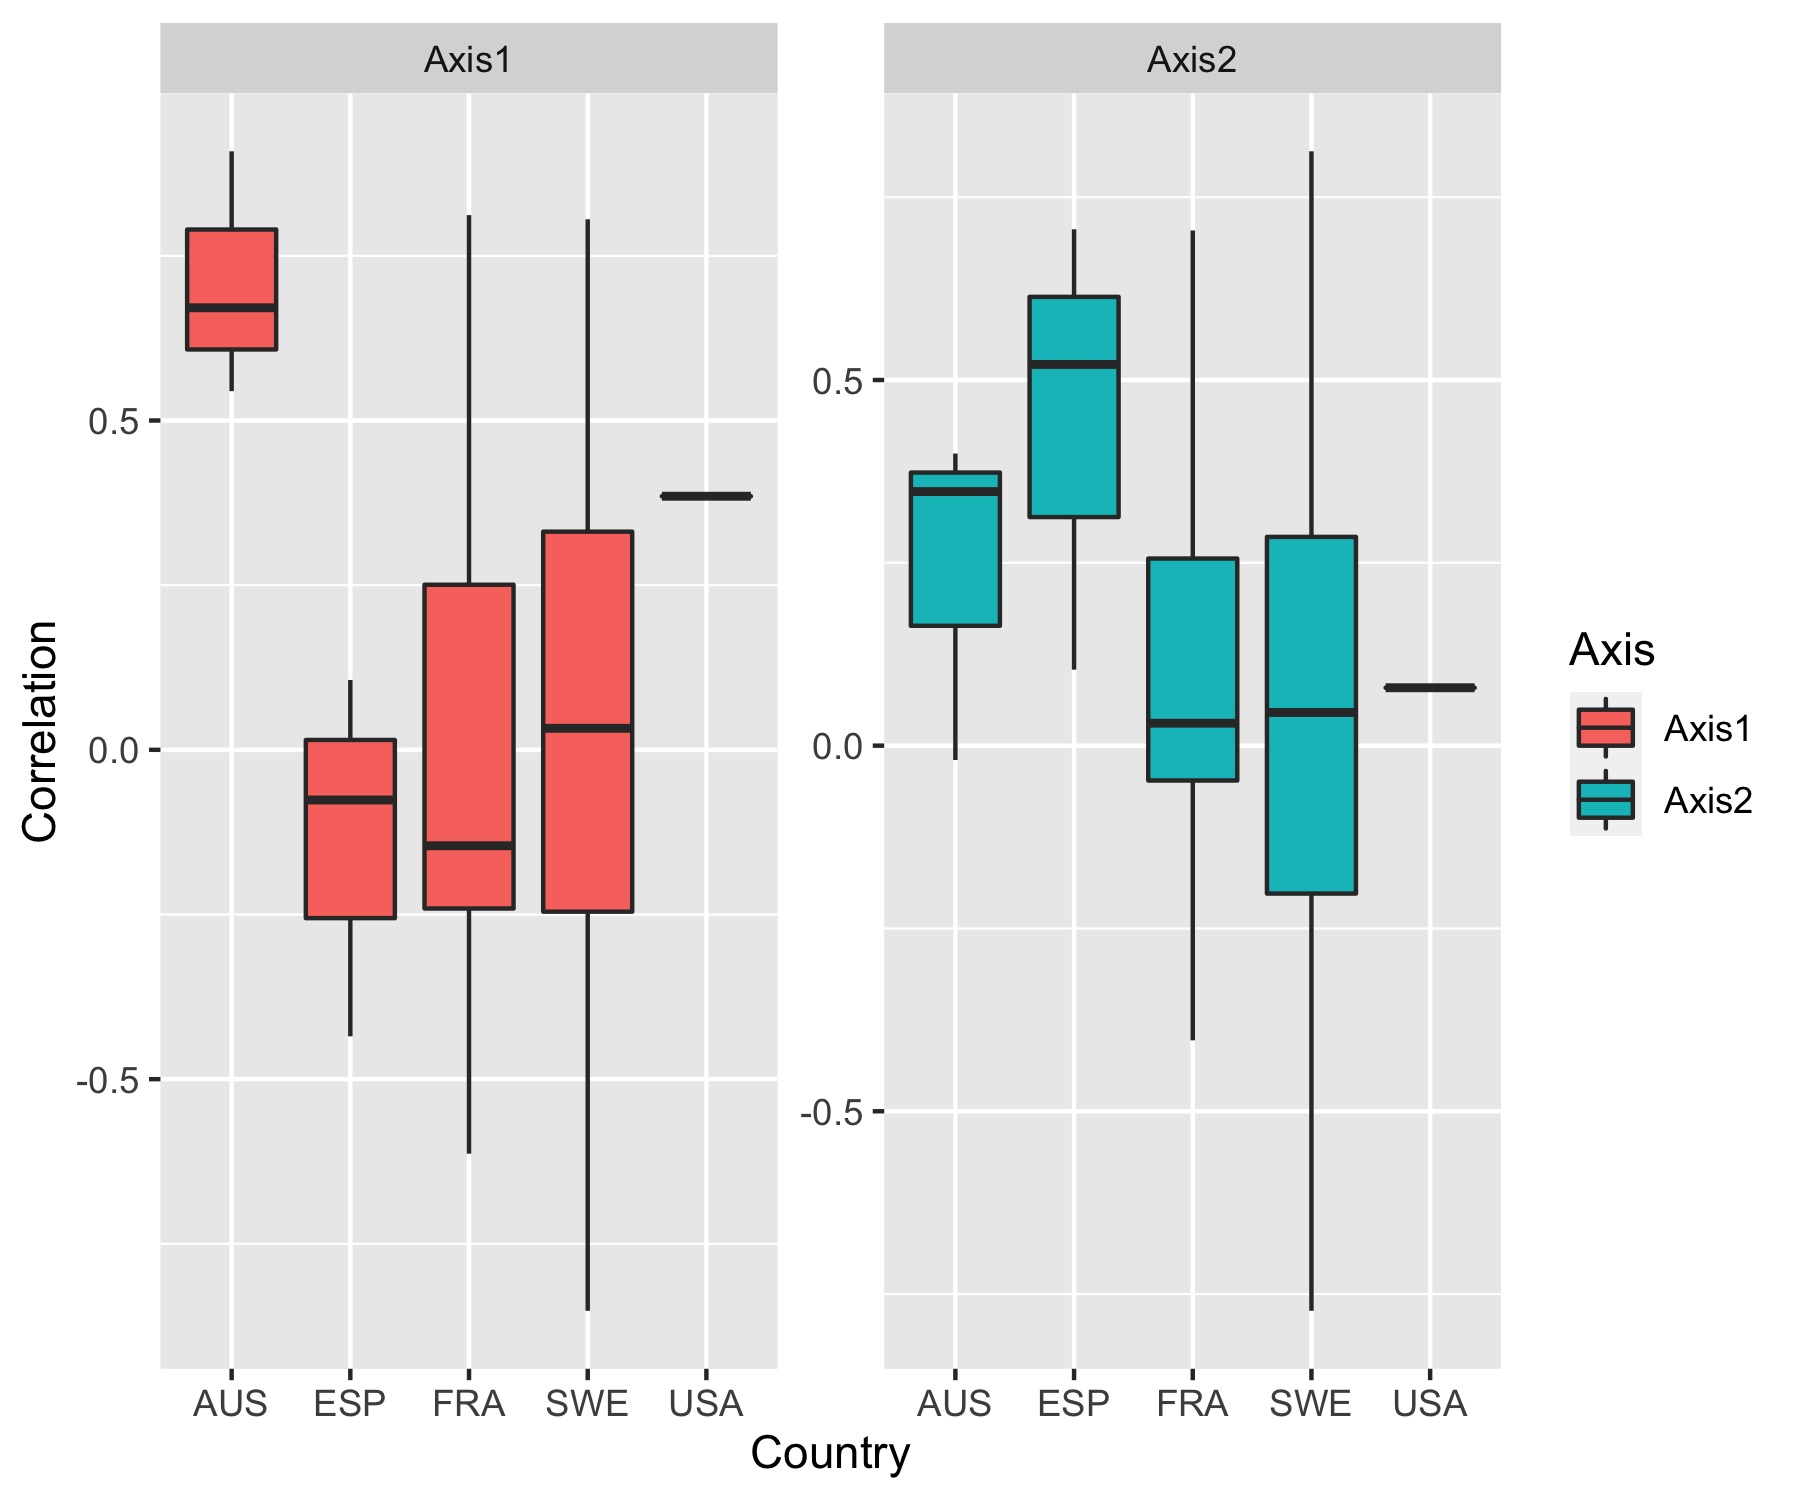 Axis1
Axis2
Correlation
0.5
0.0
-0.5
0.5
0.0
-0.5
AUS ESP FRA SWE USA
AUS ESP FRA SWE USA
Country
Axis
Axis1
Axis2